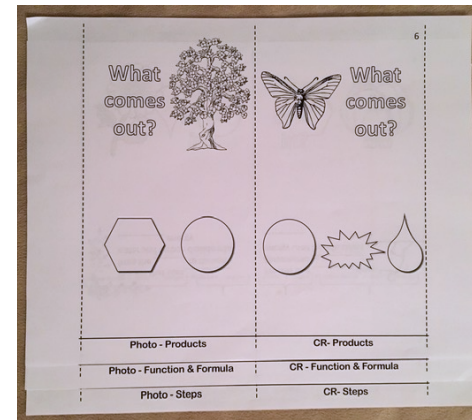 6
What
comes
out?
What
comes
out?
Photo - Products
CR- Products
Photo - Function & Formula
CR - Function & Formula
Photo - Steps
CR- Steps